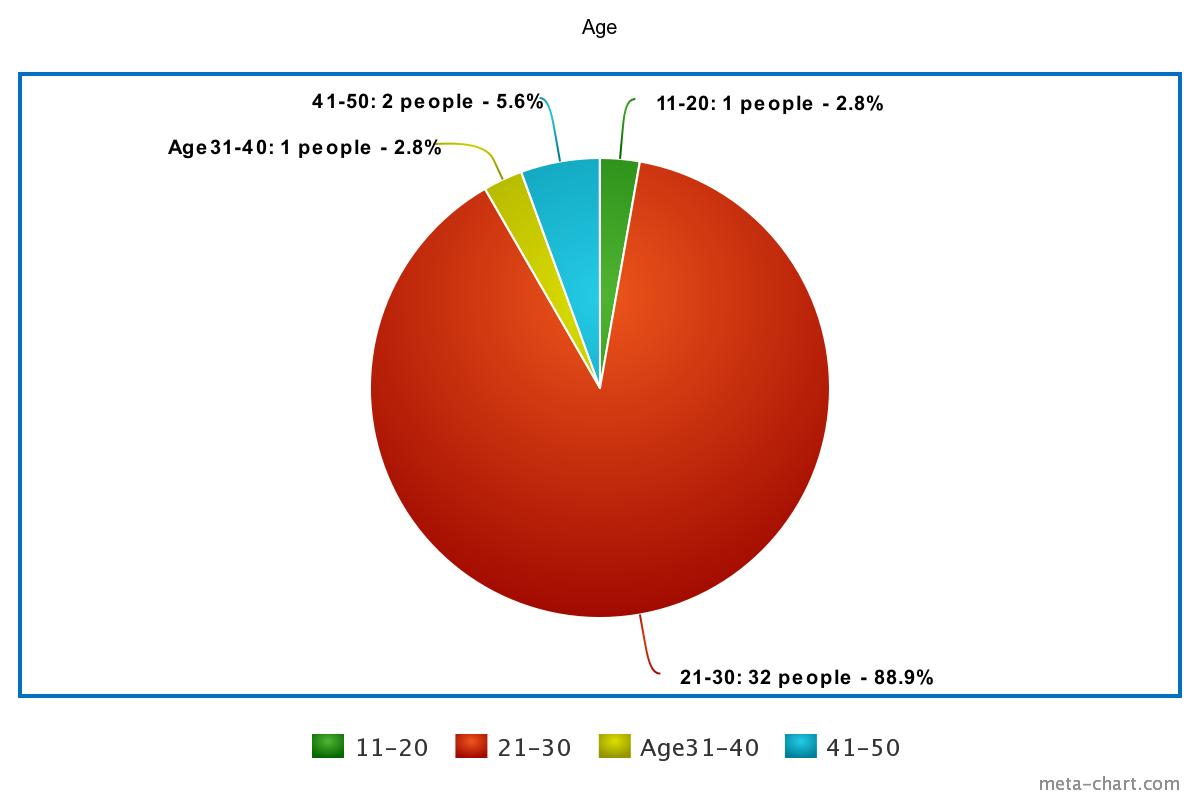 Age
41-50: 2 people - 5.6%
11-20: 1 people - 2.8%
Age31-40: 1 people - 2.8%
21-30: 32 people - 88.9%
11-20 21-30 Age31-40 41-50
meta-chart.com